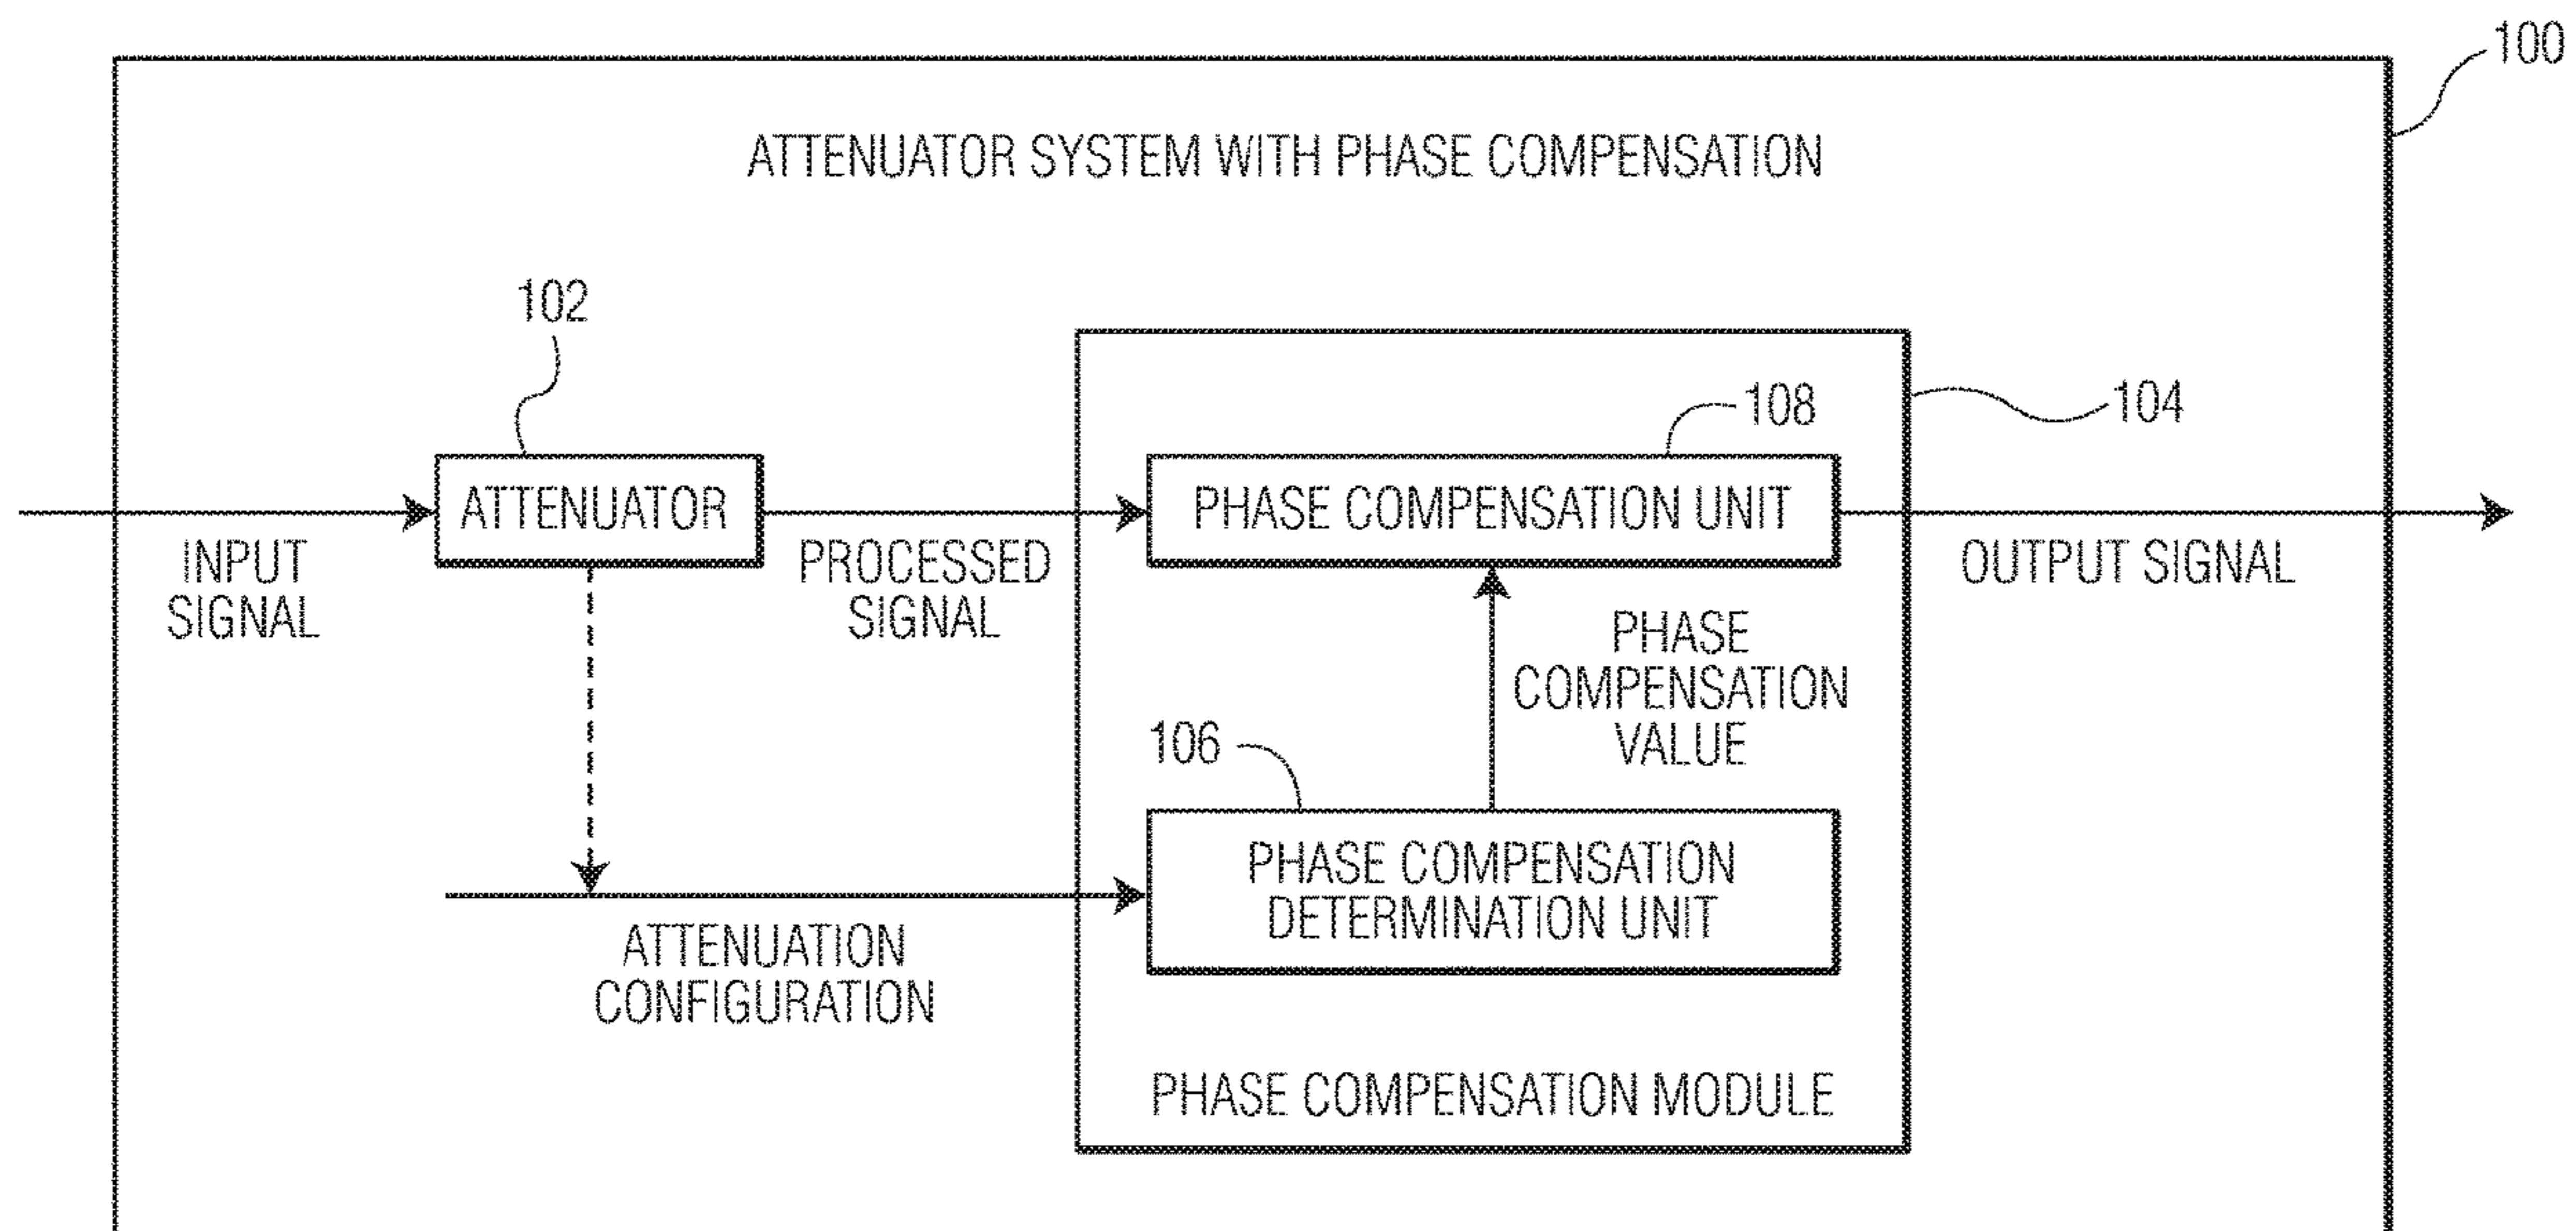 100
ATTENUATOR SYSTEM WITH PHASE COMPENSATION
102
108
104
ATTENUATOR
PHASE COMPENSATION UNIT
INPUT
SIGNAL
PROCESSED
SIGNAL
OUTPUT SIGNAL
PHASE
COMPENSATION
VALUE
106
PHASE COMPENSATION
DETERMINATION UNIT
ATTENUATION
CONFIGURATION
PHASE COMPENSATION MODULE